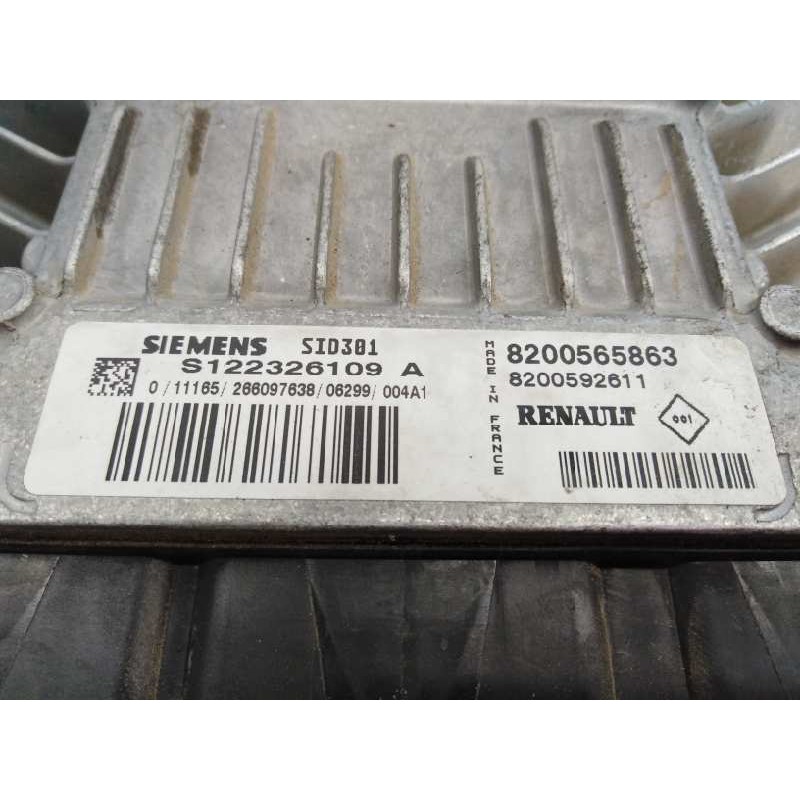 SIEMENS SID301
S122326109 A
0/11165/266097638/06299/004A1
MADE IN FRANCE
8200565863
8200592611
RENAULT 001